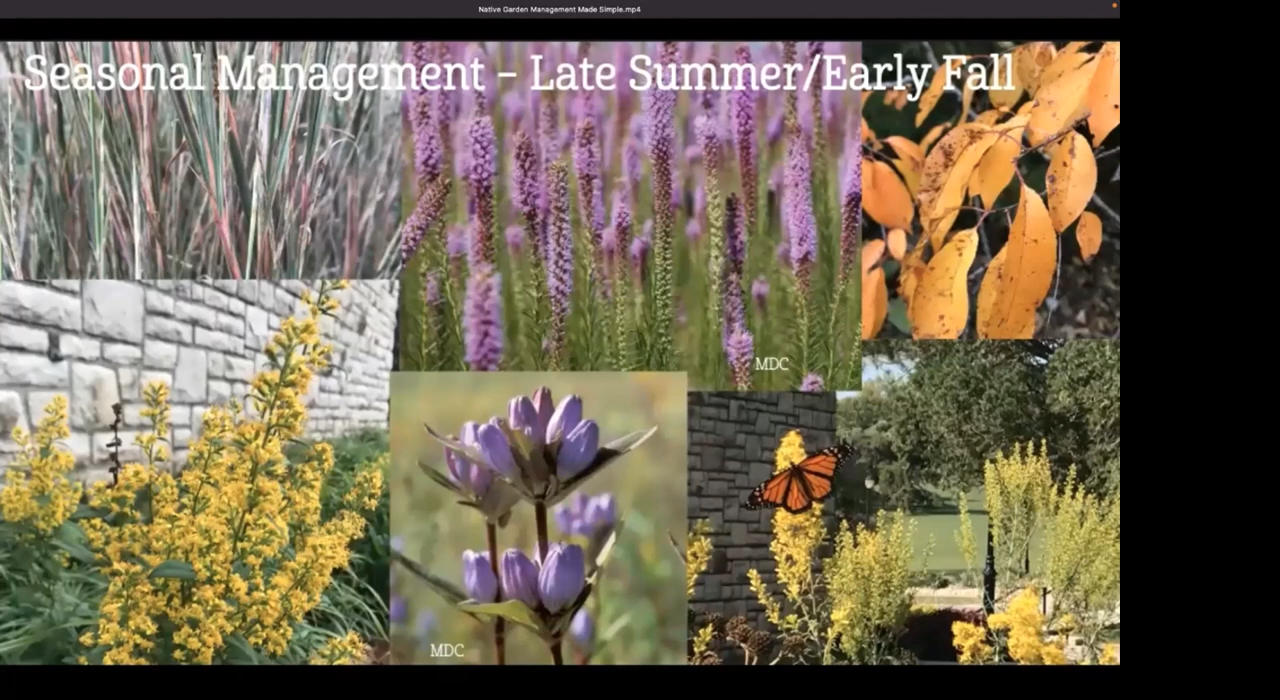 Native Garden Management Made Simple.mp4
Seasonal Management – Late Summer/Early Fall
MDC
MDC